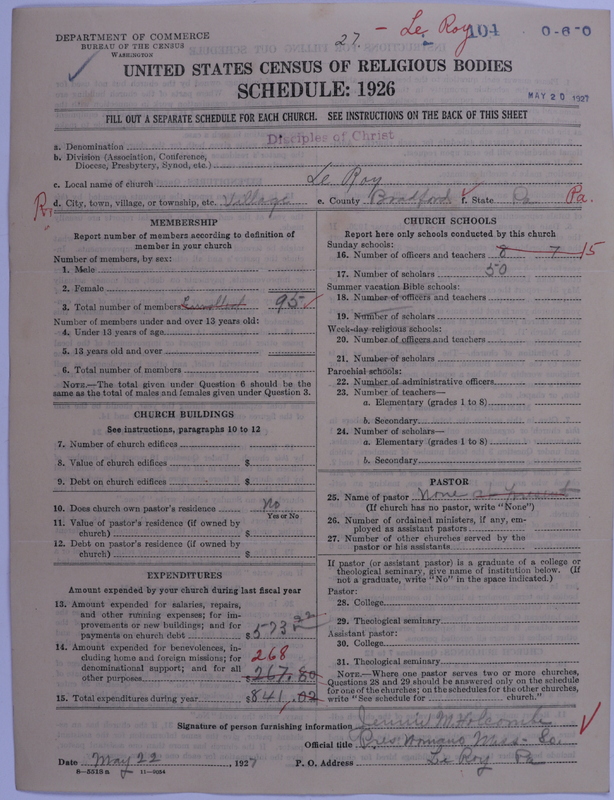 DEPARTMENT OF COMMERCE
BUREAU OF THE CENSUS
WASHINGTON
27. - Le Roy 104 0-6-0
UNITED STATES CENSUS OF RELIGIOUS BODIES
SCHEDULE: 1926
MAY 20 1927
FILL OUT A SEPARATE SCHEDULE FOR EACH CHURCH. SEE INSTRUCTIONS ON THE BACK OF THIS SHEET
a. Denomination Disciples of Christ
b. Division (Association, Conference,
Diocese, Presbytery, Synod, etc.)
c. Local name of church Le Roy
d. City, town, village, or township, etc. Village e. County Bradford f. State Pa Pa.
MEMBERSHIP
Report number of members according to definition of
member in your church
Number of members, by sex:
1. Male
2. Female
3. Total number of members 95
Number of members under and over 13 years old:
4. Under 13 years of age
5. 13 years old and over
6. Total number of members
NOTE.—The total given under Question 6 should be the
same as the total of males and females given under Question 3.
CHURCH BUILDINGS
See instructions, paragraphs 10 to 12
7. Number of church edifices
8. Value of church edifices $
9. Debt on church edifices $
10. Does church own pastor's residence No
Yes or No
11. Value of pastor's residence (if owned by
church) $
12. Debt on pastor's residence (if owned by
church) $
EXPENDITURES
Amount expended by your church during last fiscal year
13. Amount expended for salaries, repairs,
and other running expenses; for im-
provements or new buildings; and for
payments on church debt $ 573.22
14. Amount expended for benevolences, in-
cluding home and foreign missions; for
denominational support; and for all
other purposes 268 $ 267.80
15. Total expenditures during year $ 841.02
CHURCH SCHOOLS
Report here only schools conducted by this church
Sunday schools:
16. Number of officers and teachers 8 7 15
17. Number of scholars 50
Summer vacation Bible schools:
18. Number of officers and teachers
19. Number of scholars
Week-day religious schools:
20. Number of officers and teachers
21. Number of scholars
Parochial schools:
22. Number of administrative officers
23. Number of teachers—
a. Elementary (grades 1 to 8)
b. Secondary
24. Number of scholars—
a. Elementary (grades 1 to 8)
b. Secondary
PASTOR
25. Name of pastor None at Present
(If church has no pastor, write "None")
26. Number of ordained ministers, if any, em-
ployed as assistant pastors
27. Number of other churches served by the
pastor or his assistants
If pastor (or assistant pastor) is a graduate of a college or
theological seminary, give name of institution below. (If
not a graduate, write "No" in the space indicated.)
Pastor:
28. College
29. Theological seminary
Assistant pastor:
30. College
31. Theological seminary
NOTE.—Where one pastor serves two or more churches,
Questions 28 and 29 should be answered only on the schedule
for one of the churches; on the schedules for the other churches,
write "See schedule for church."
Signature of person furnishing information Jennie M Holcomb
Official title Pres. Womans Miss- So.
Date May 22, 1927 P. O. Address Le Roy Pa
8-5518a 11-9034